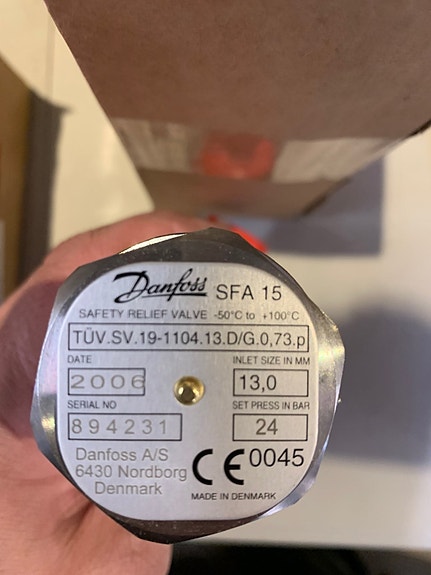 Danfoss SFA 15
SAFETY RELIEF VALVE -50°C to +100°C
TÜV.SV.19-1104.13.D/G.0,73.p
DATE INLET SIZE IN MM
2006 13,0
SERIAL NO SET PRESS IN BAR
894231 24
Danfoss A/S
6430 Nordborg
Denmark
CE 0045
MADE IN DENMARK